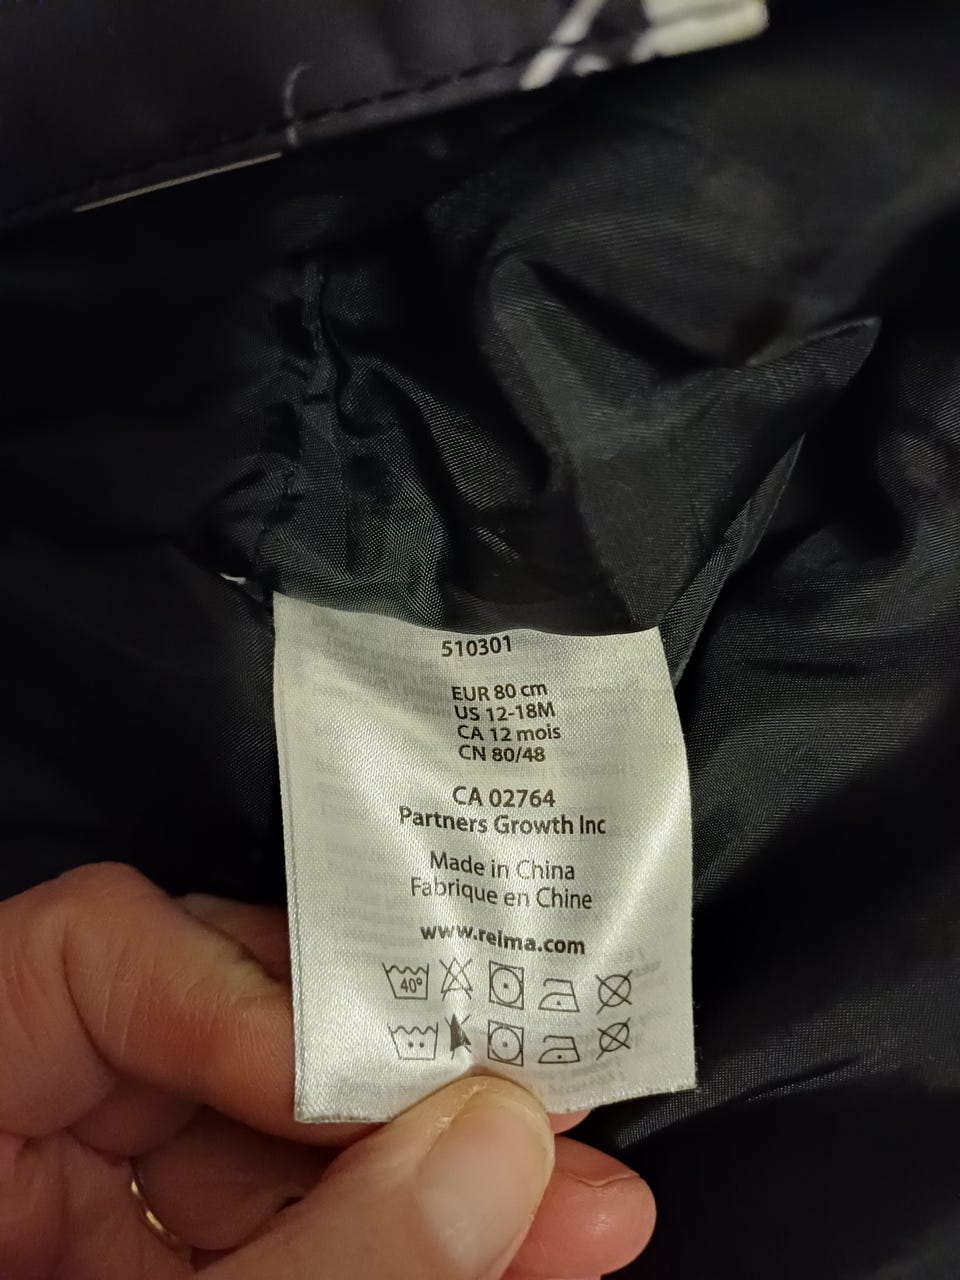 510301
EUR 80 cm
US 12-18M
CA 12 mois
CN 80/48
CA 02764
Partners Growth Inc
Made in China
Fabrique en Chine
www.reima.com
40°